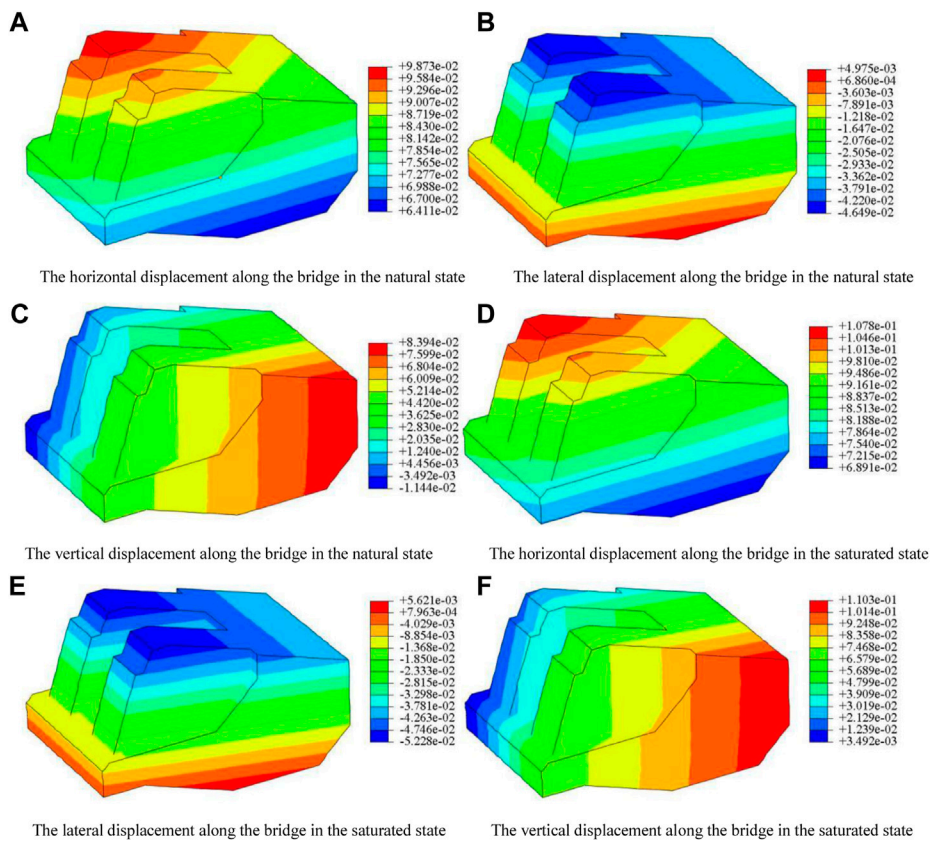 A
+9.873e-02
+9.584e-02
+9.296e-02
+9.007e-02
+8.719e-02
+8.430e-02
+8.142e-02
+7.854e-02
+7.565e-02
+7.277e-02
+6.988e-02
+6.700e-02
+6.411e-02
The horizontal displacement along the bridge in the natural state
B
+4.975e-03
+6.860e-04
-3.603e-03
-7.891e-03
-1.218e-02
-1.647e-02
-2.076e-02
-2.505e-02
-2.933e-02
-3.362e-02
-3.791e-02
-4.220e-02
-4.649e-02
The lateral displacement along the bridge in the natural state
C
+8.394e-02
+7.599e-02
+6.804e-02
+6.009e-02
+5.214e-02
+4.420e-02
+3.625e-02
+2.830e-02
+2.035e-02
+1.240e-02
+4.456e-03
-3.492e-03
-1.144e-02
The vertical displacement along the bridge in the natural state
D
+1.078e-01
+1.046e-01
+1.013e-01
+9.810e-02
+9.486e-02
+9.161e-02
+8.837e-02
+8.513e-02
+8.188e-02
+7.864e-02
+7.540e-02
+7.215e-02
+6.891e-02
The horizontal displacement along the bridge in the saturated state
E
+5.621e-03
+7.963e-04
-4.029e-03
-8.854e-03
-1.368e-02
-1.850e-02
-2.333e-02
-2.815e-02
-3.298e-02
-3.781e-02
-4.263e-02
-4.746e-02
-5.228e-02
The lateral displacement along the bridge in the saturated state
F
+1.103e-01
+1.014e-01
+9.248e-02
+8.358e-02
+7.468e-02
+6.579e-02
+5.689e-02
+4.799e-02
+3.909e-02
+3.019e-02
+2.129e-02
+1.239e-02
+3.492e-03
The vertical displacement along the bridge in the saturated state